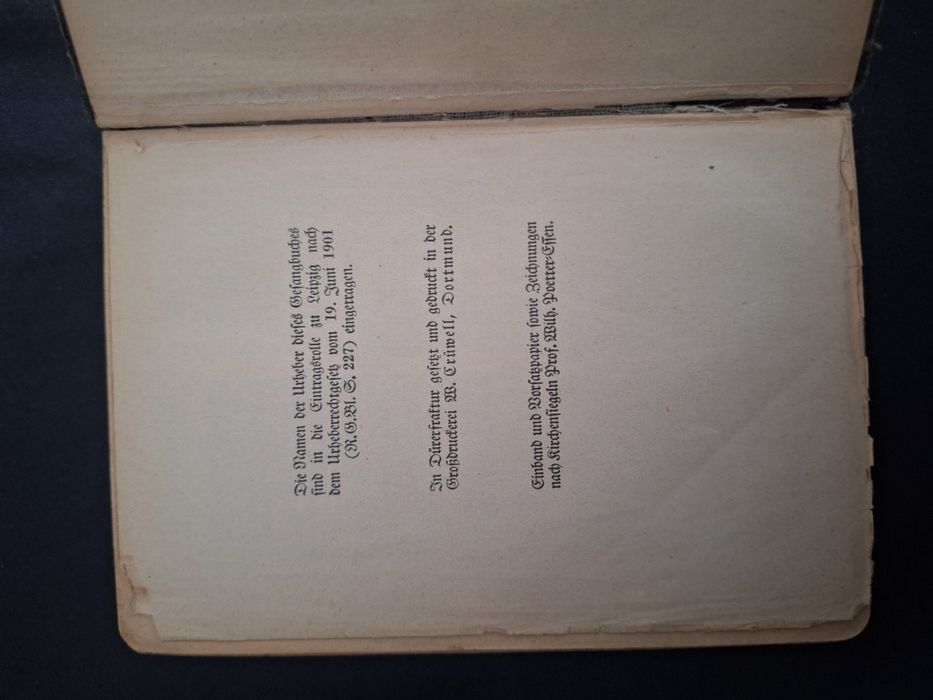 Die Namen der Urheber dieses Gesangbuches
sind in die Eintragsrolle zu Leipzig nach
dem Urheberrechtgesetz vom 19. Juni 1901
(R.G.Bl. S. 227) eingetragen.
In Dürerfraktur gesetzt und gedruckt in der
Großdruckerei W. Crüwell, Dortmund.
Einband und Vorsatzpapier sowie Zeichnungen
nach Kirchensiegeln Prof. Wilh. Poetter-Essen.